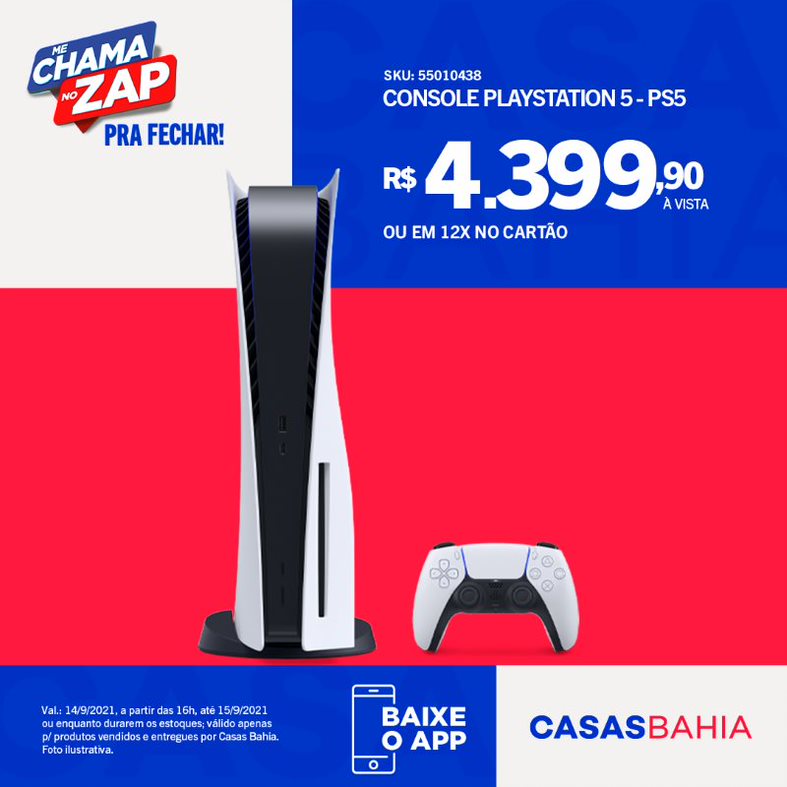 ME
CHAMA
NO ZAP
PRA FECHAR!
SKU: 55010438
CONSOLE PLAYSTATION 5 - PS5
R$ 4.399,90
À VISTA
OU EM 12X NO CARTÃO
Val.: 14/9/2021, a partir das 16h, até 15/9/2021
ou enquanto durarem os estoques; válido apenas
p/ produtos vendidos e entregues por Casas Bahia.
Foto ilustrativa.
BAIXE
O APP
CASASBAHIA